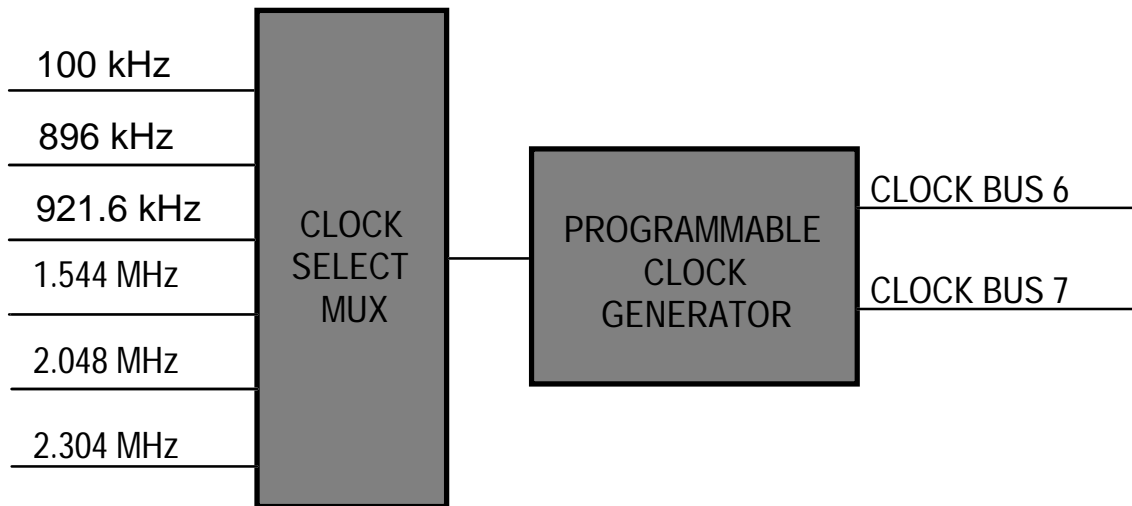 100 kHz
896 kHz
921.6 kHz
1.544 MHz
2.048 MHz
2.304 MHz
CLOCK
SELECT
MUX
PROGRAMMABLE
CLOCK
GENERATOR
CLOCK BUS 6
CLOCK BUS 7